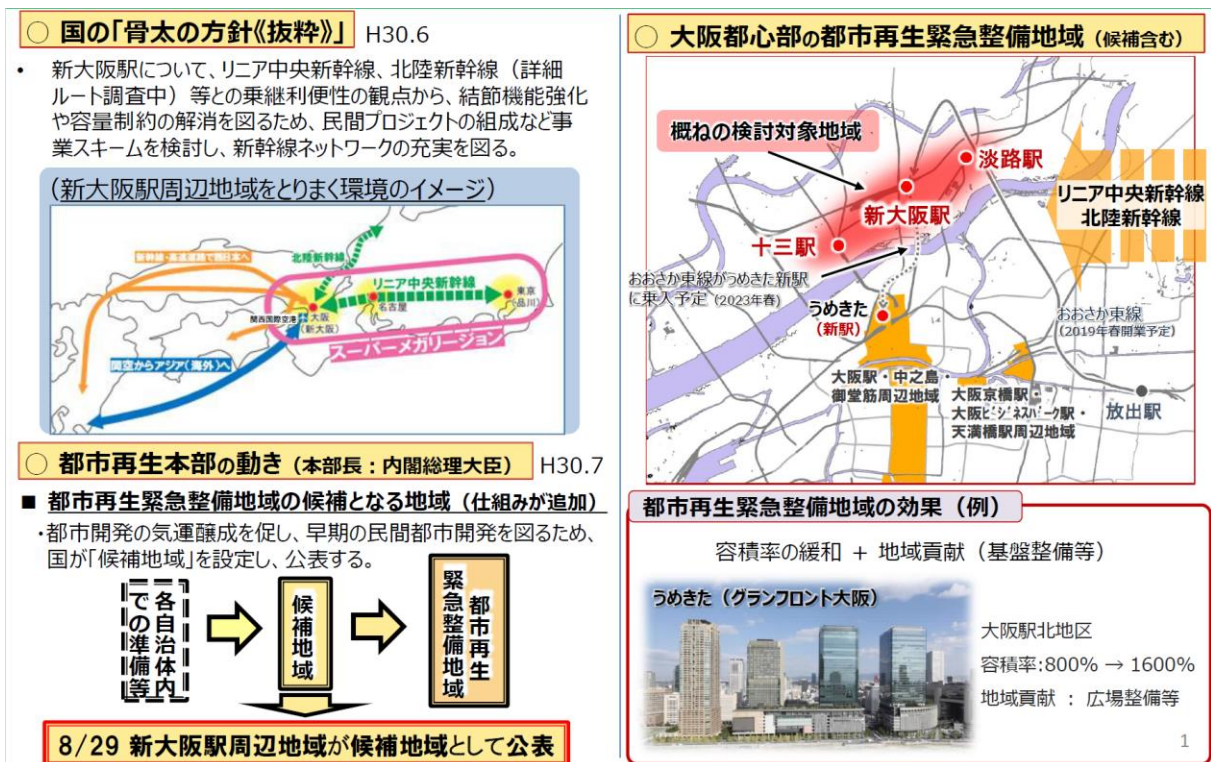 ○ 国の「骨太の方針《抜粋》」 H30.6
• 新大阪駅について、リニア中央新幹線、北陸新幹線（詳細
ルート調査中）等との乗継利便性の観点から、結節機能強化
や容量制約の解消を図るため、民間プロジェクトの組成など事
業スキームを検討し、新幹線ネットワークの充実を図る。
（新大阪駅周辺地域をとりまく環境のイメージ）
新幹線・高速道路で西日本へ
北陸新幹線
リニア中央新幹線
東京
（品川）
名古屋
関西国際空港
大阪
（新大阪）
スーパーメガリージョン
関空からアジア（海外）へ
○ 都市再生本部の動き（本部長：内閣総理大臣） H30.7
■ 都市再生緊急整備地域の候補となる地域（仕組みが追加）
・都市開発の気運醸成を促し、早期の民間都市開発を図るため、
国が「候補地域」を設定し、公表する。
各自治体内
での準備等
候補地域
都市再生
緊急整備地域
8/29 新大阪駅周辺地域が候補地域として公表
○ 大阪都心部の都市再生緊急整備地域（候補含む）
概ねの検討対象地域
淡路駅
新大阪駅
十三駅
リニア中央新幹線
北陸新幹線
おおさか東線がうめきた新駅
に乗入予定（2023年春）
うめきた
（新駅）
おおさか東線
（2019年春開業予定）
大阪駅・中之島・
御堂筋周辺地域
大阪京橋駅・
大阪ビジネスパーク駅・
天満橋駅周辺地域
放出駅
都市再生緊急整備地域の効果（例）
容積率の緩和 + 地域貢献（基盤整備等）
うめきた（グランフロント大阪）
大阪駅北地区
容積率:800% → 1600%
地域貢献 ： 広場整備等
1